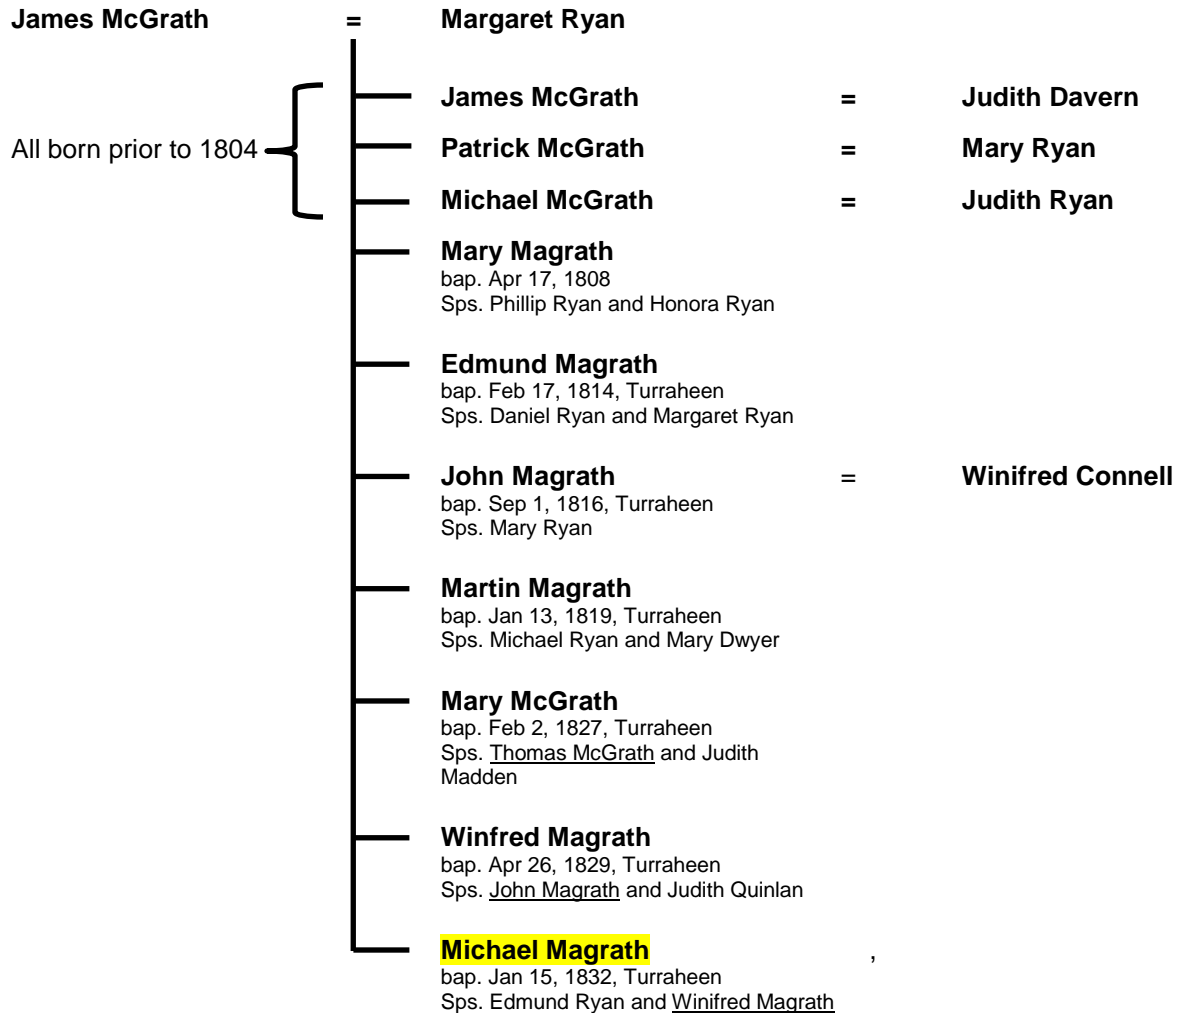 James McGrath = Margaret Ryan
James McGrath = Judith Davern
All born prior to 1804 Patrick McGrath = Mary Ryan
Michael McGrath = Judith Ryan
Mary Magrath
bap. Apr 17, 1808
Sps. Phillip Ryan and Honora Ryan
Edmund Magrath
bap. Feb 17, 1814, Turraheen
Sps. Daniel Ryan and Margaret Ryan
John Magrath = Winifred Connell
bap. Sep 1, 1816, Turraheen
Sps. Mary Ryan
Martin Magrath
bap. Jan 13, 1819, Turraheen
Sps. Michael Ryan and Mary Dwyer
Mary McGrath
bap. Feb 2, 1827, Turraheen
Sps. Thomas McGrath and Judith
Madden
Winfred Magrath
bap. Apr 26, 1829, Turraheen
Sps. John Magrath and Judith Quinlan
Michael Magrath ,
bap. Jan 15, 1832, Turraheen
Sps. Edmund Ryan and Winifred Magrath